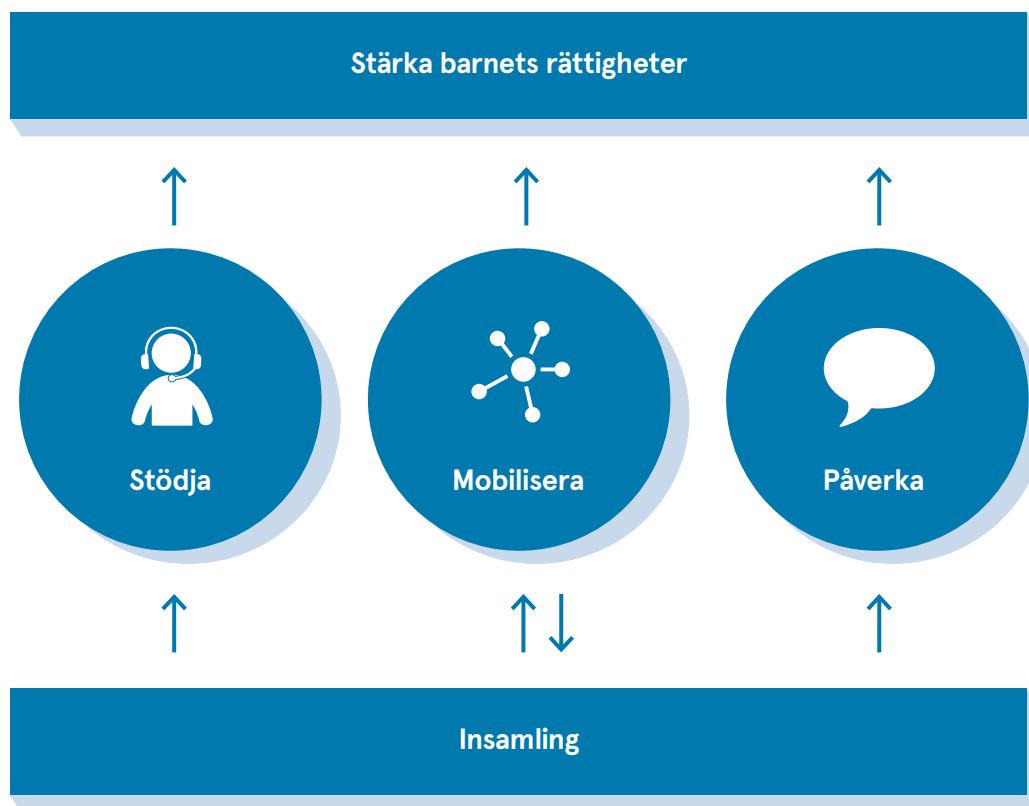 Stärka barnets rättigheter
Stödja
Mobilisera
Påverka
Insamling